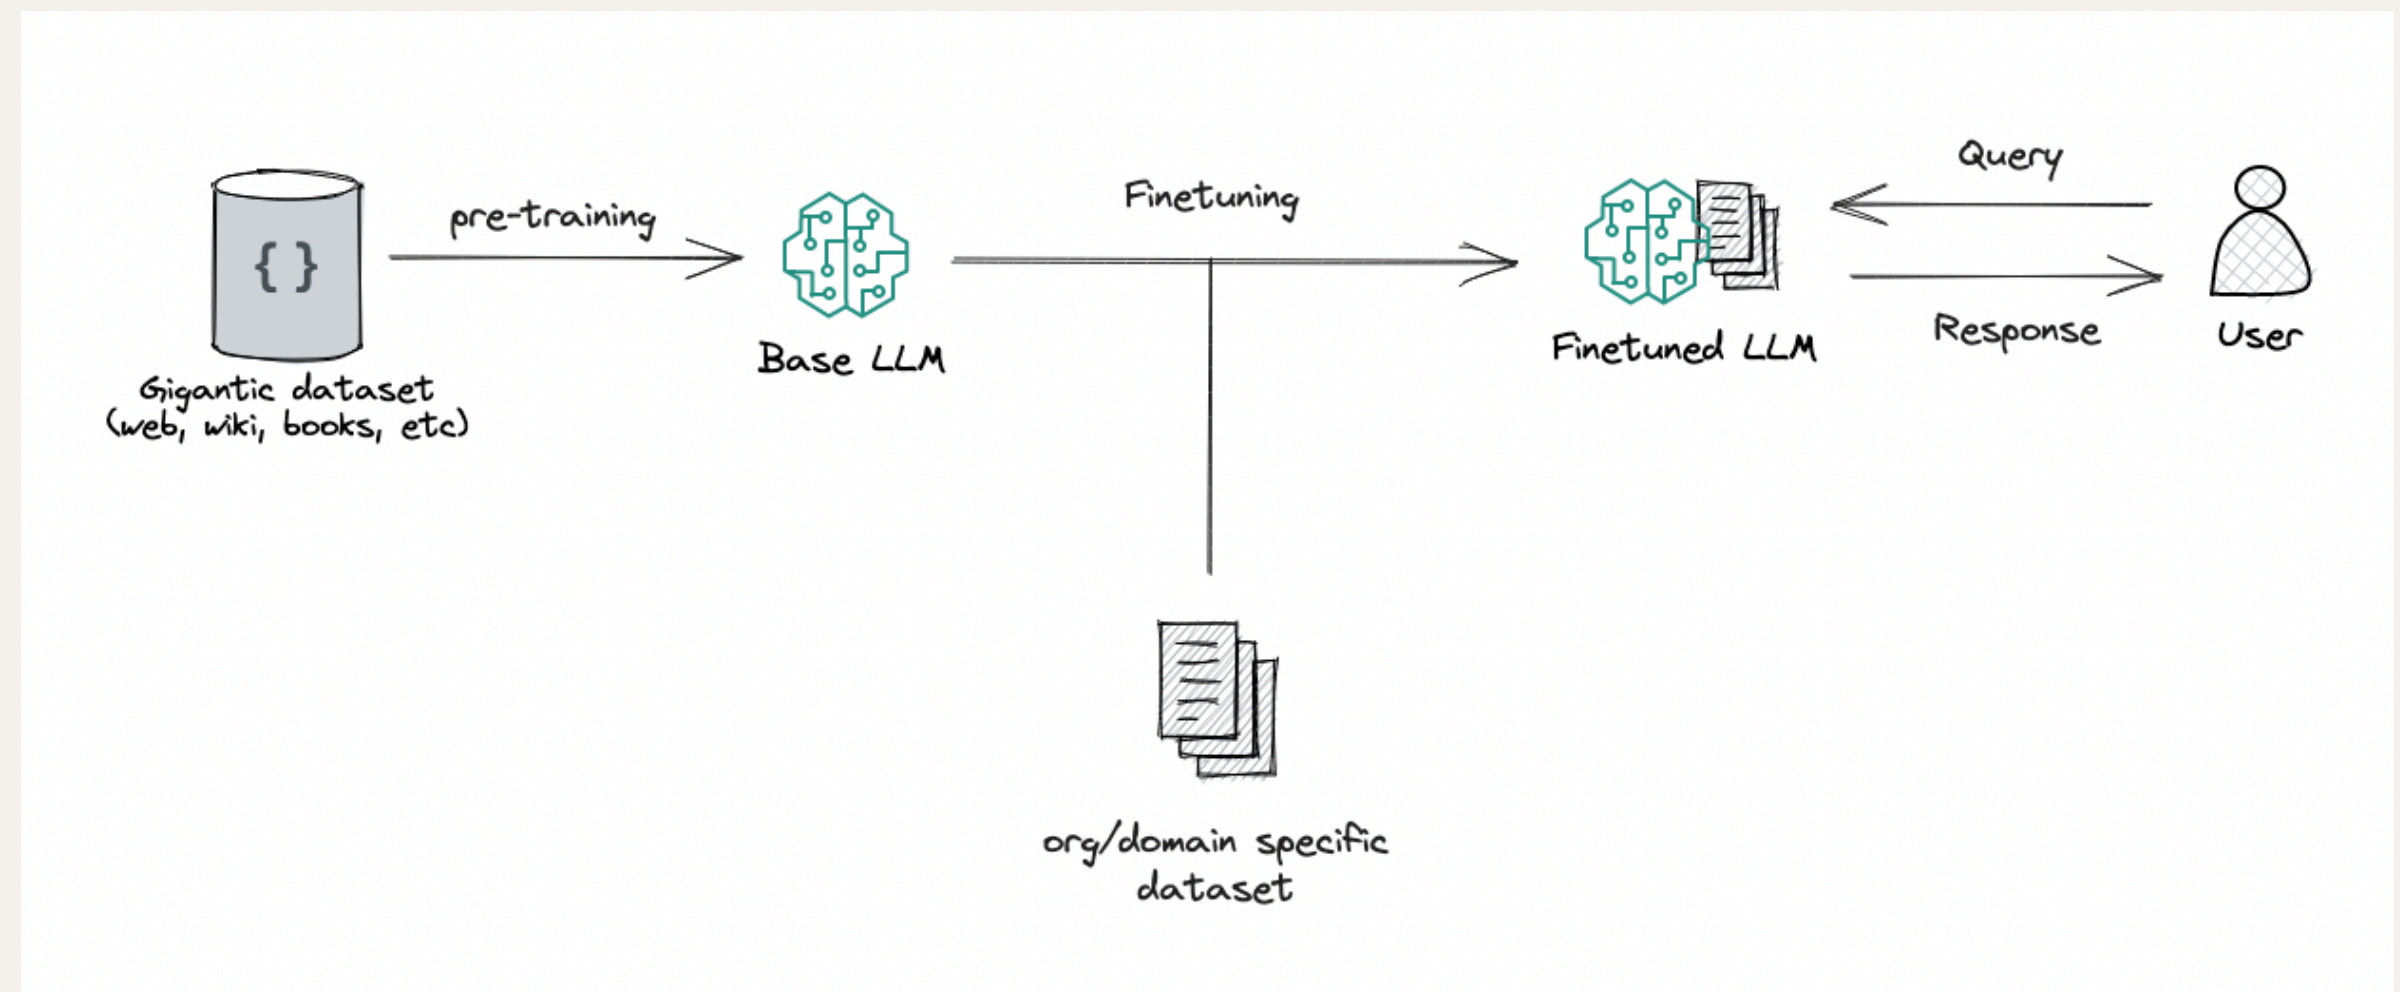 { }
Gigantic dataset
(web, wiki, books, etc)
pre-training
Base LLM
Finetuning
org/domain specific
dataset
Finetuned LLM
Query
Response
User